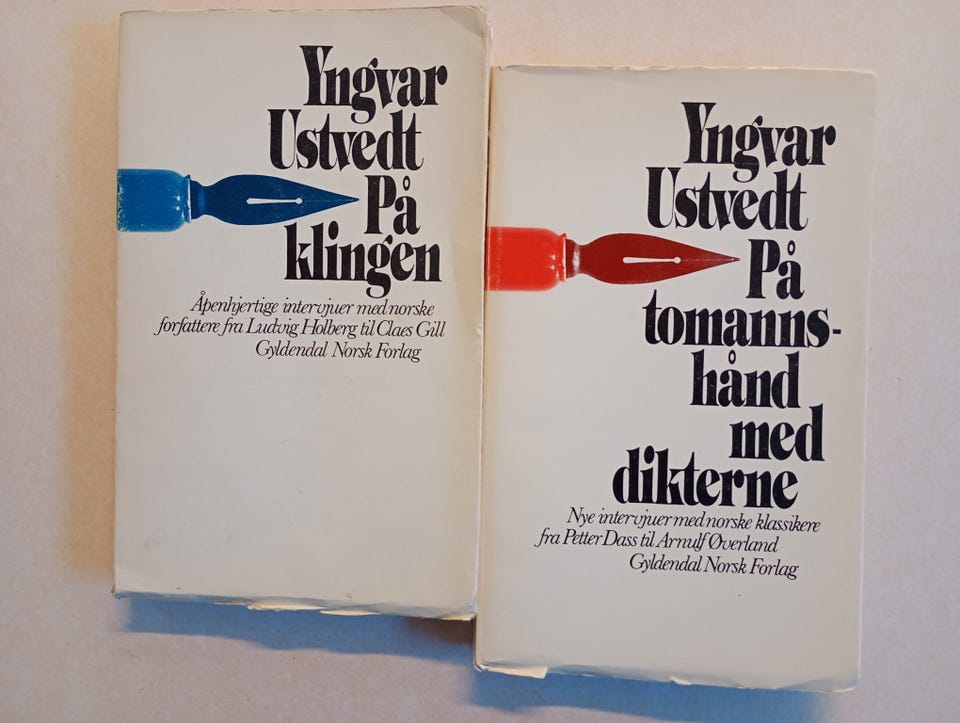 Yngvar
Ustvedt
På
klingen
Åpenhjertige intervjuer med norske
forfattere fra Ludvig Holberg til Claes Gill
Gyldendal Norsk Forlag
Yngvar
Ustvedt
På
tomanns-
hånd
med
dikterne
Nye intervjuer med norske klassikere
fra Petter Dass til Arnulf Øverland
Gyldendal Norsk Forlag